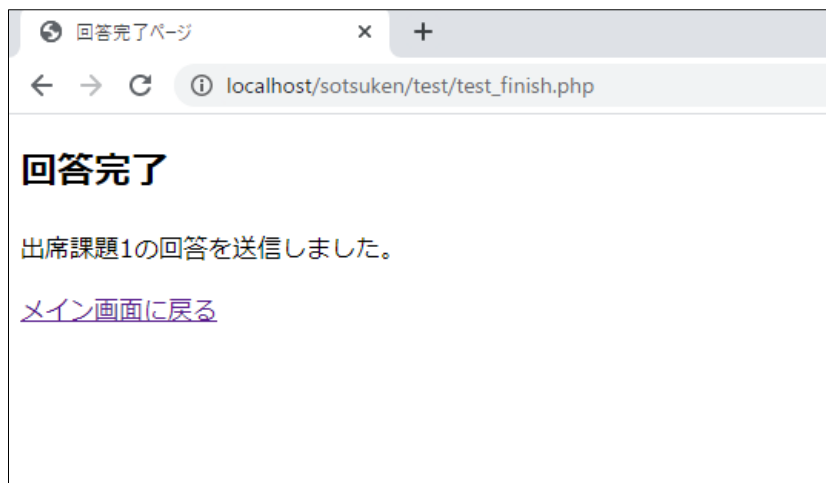 回答完了ページ
localhost/sotsuken/test/test_finish.php
回答完了
出席課題1の回答を送信しました。
メイン画面に戻る